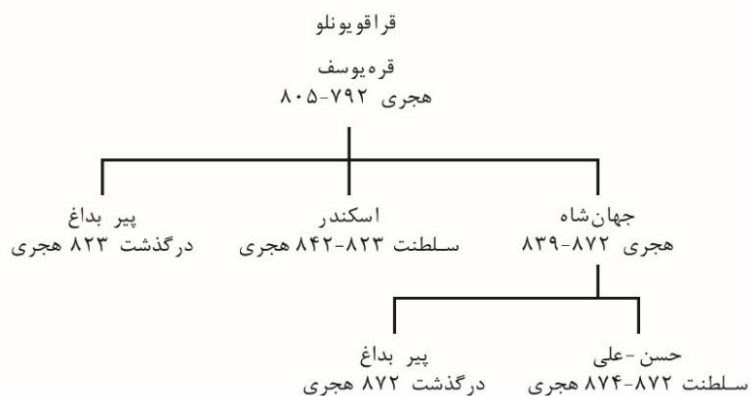 قراقویونلو
قره‌یوسف
هجری ۷۹۲-۸۰۵
جهان‌شاه
هجری ۸۷۲-۸۳۹
اسکندر
سلطنت ۸۲۳-۸۴۲ هجری
پیر بداغ
درگذشت ۸۲۳ هجری
حسن-علی
سلطنت ۸۷۲-۸۷۴ هجری
پیر بداغ
درگذشت ۸۷۲ هجری